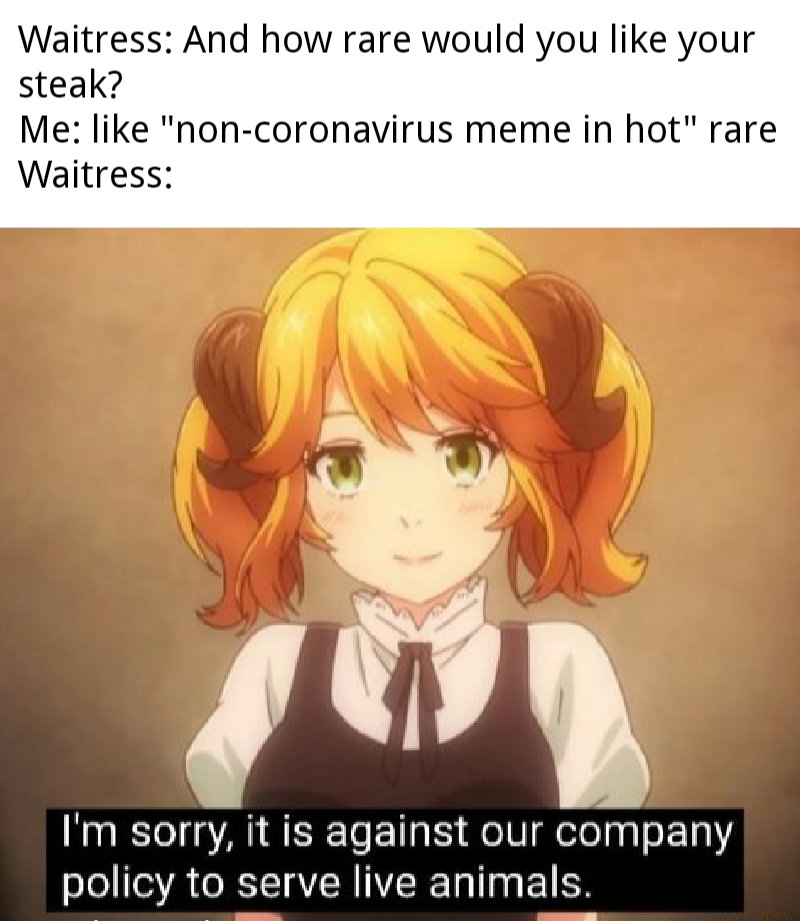 Waitress: And how rare would you like your
steak?
Me: like "non-coronavirus meme in hot" rare
Waitress:
I'm sorry, it is against our company
policy to serve live animals.